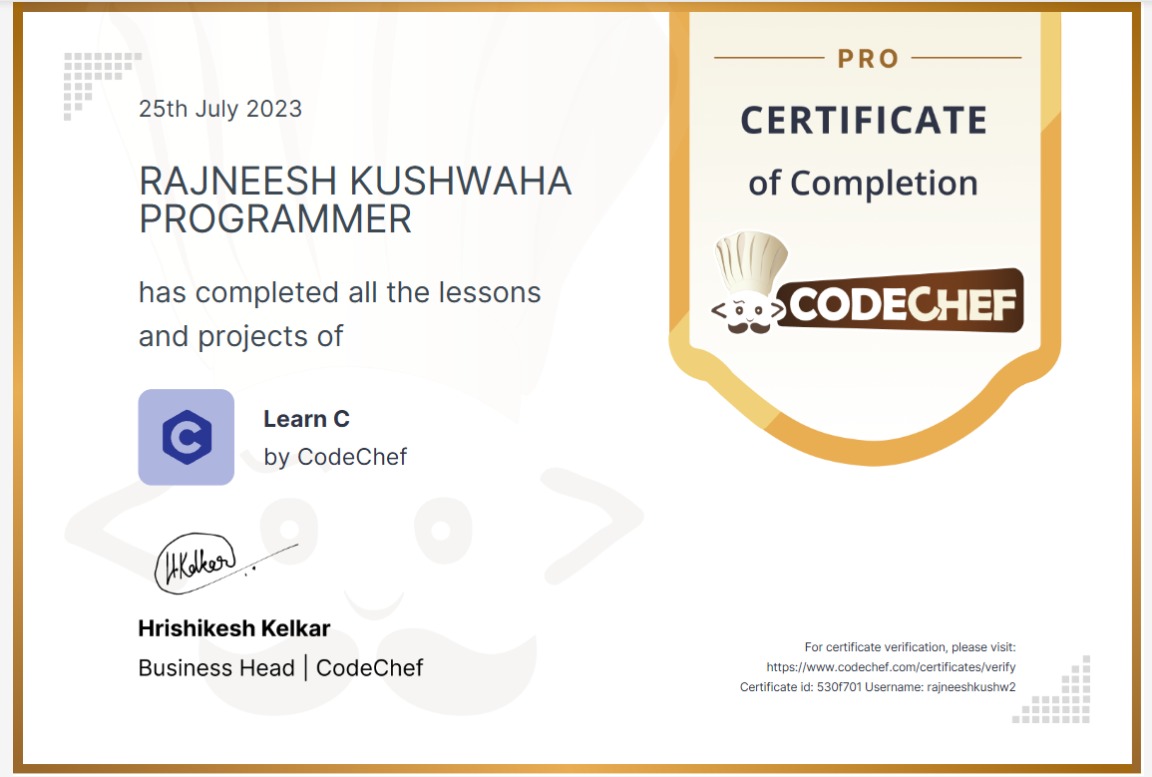 25th July 2023
RAJNEESH KUSHWAHA
PROGRAMMER
has completed all the lessons
and projects of
C
Learn C
by CodeChef
HKelker
Hrishikesh Kelkar
Business Head | CodeChef
PRO
CERTIFICATE
of Completion
CODECHEF
For certificate verification, please visit:
https://www.codechef.com/certificates/verify
Certificate id: 530f701 Username: rajneeshkushw2